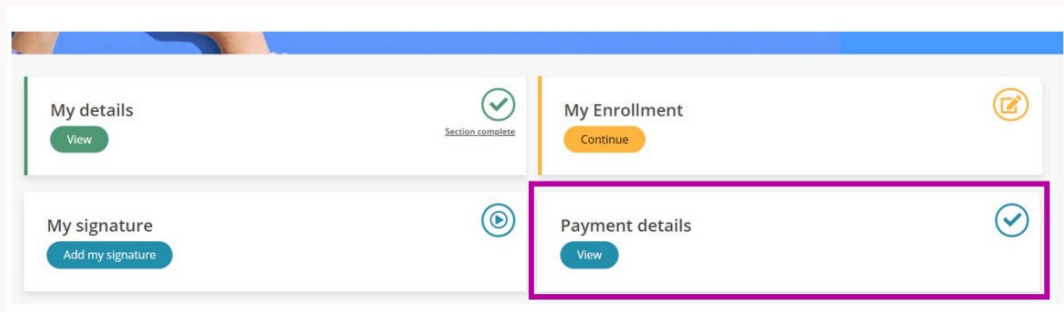 My details
View
Section complete
My Enrollment
Continue
My signature
Add my signature
Payment details
View